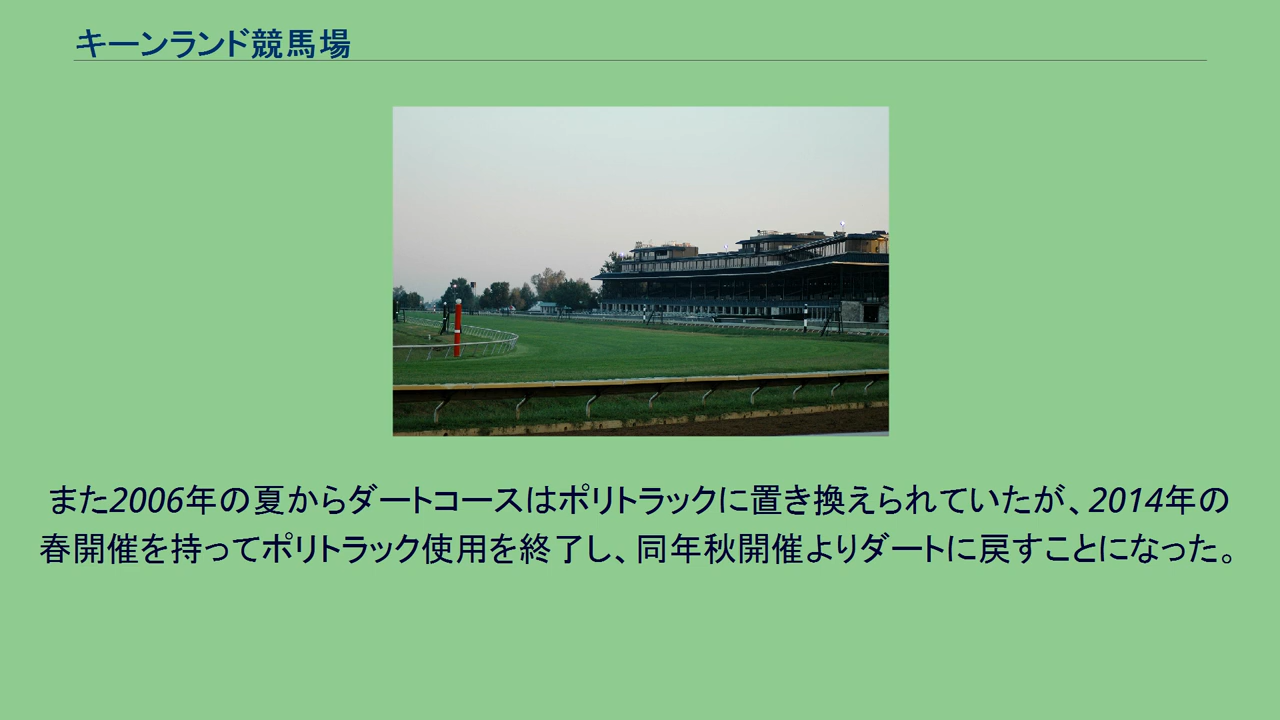 キーンランド競馬場
また2006年の夏からダートコースはポリトラックに置き換えられていたが、2014年の
春開催を持ってポリトラック使用を終了し、同年秋開催よりダートに戻すことになった。